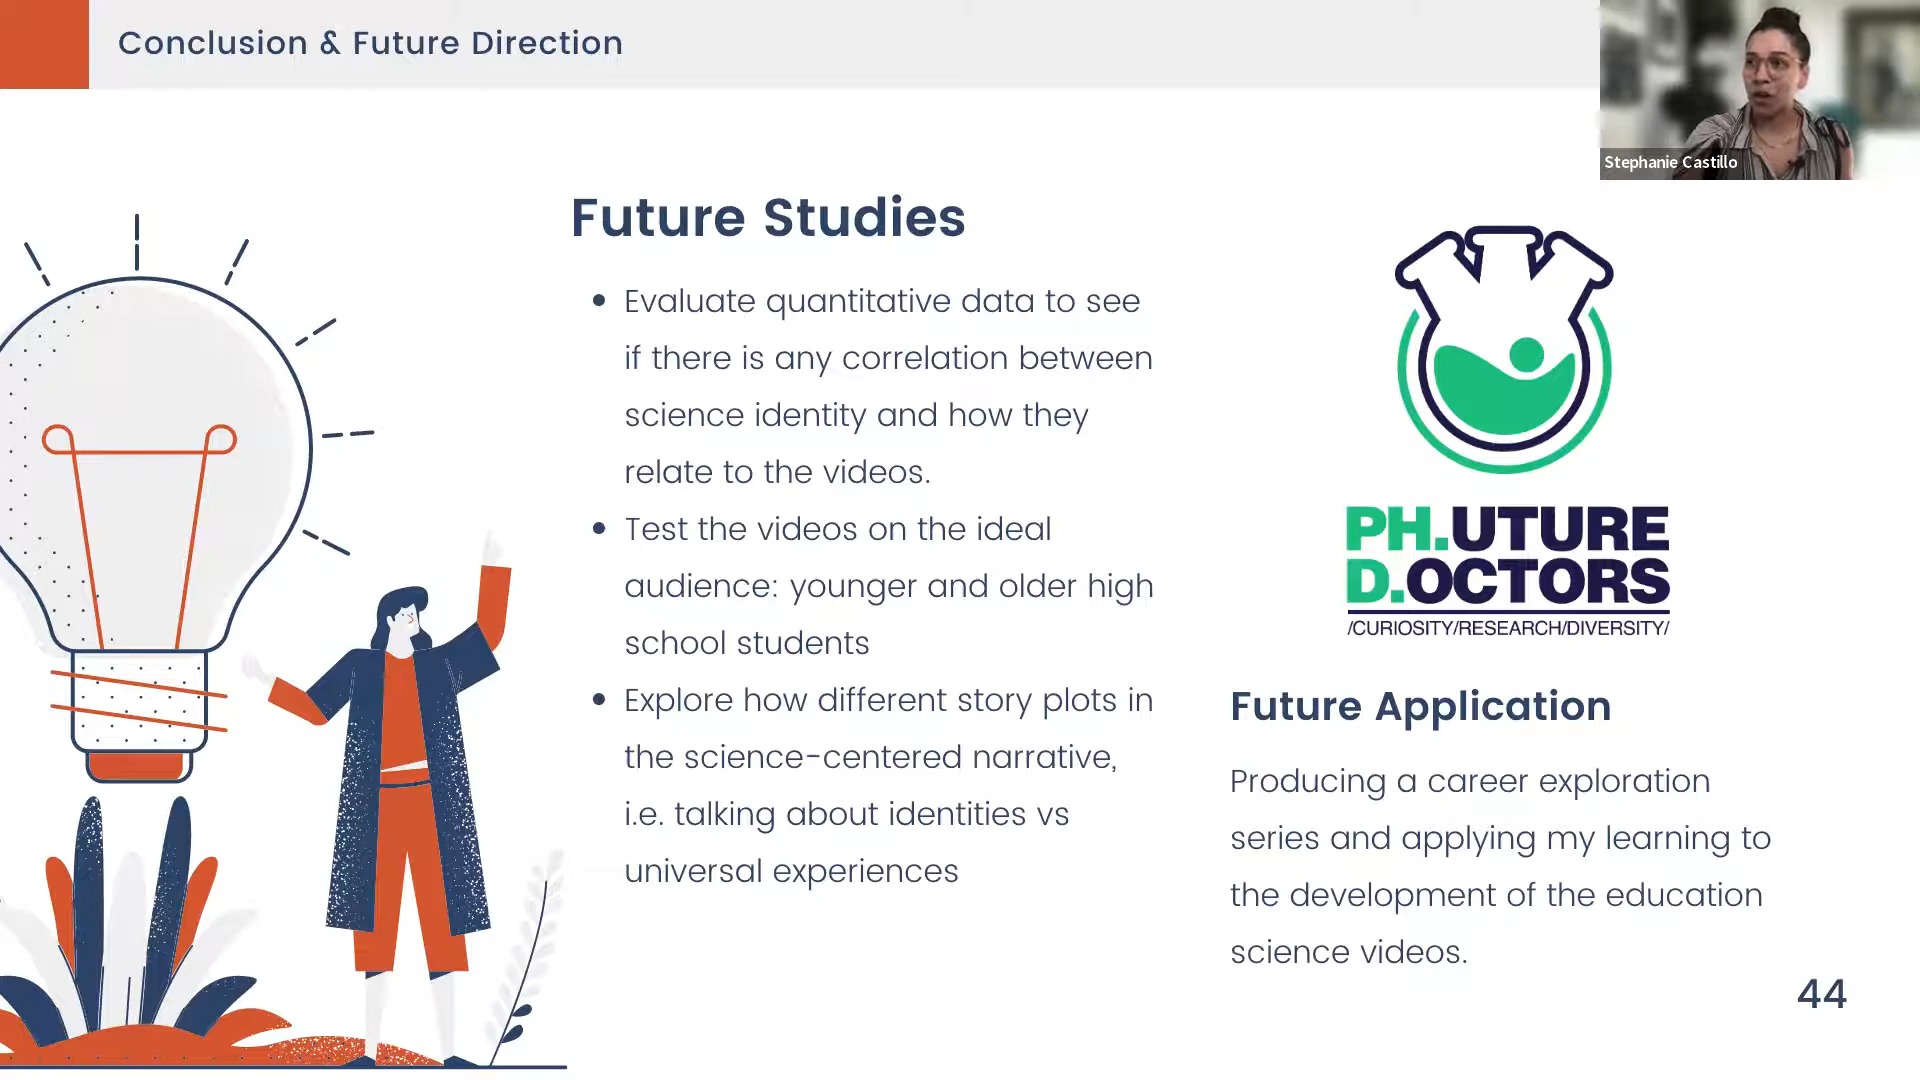 Conclusion & Future Direction
Stephanie Castillo
Future Studies
• Evaluate quantitative data to see
if there is any correlation between
science identity and how they
relate to the videos.
• Test the videos on the ideal
audience: younger and older high
school students
• Explore how different story plots in
the science-centered narrative,
i.e. talking about identities vs
universal experiences
PH.UTURE
D.OCTORS
/CURIOSITY/RESEARCH/DIVERSITY/
Future Application
Producing a career exploration
series and applying my learning to
the development of the education
science videos.
44